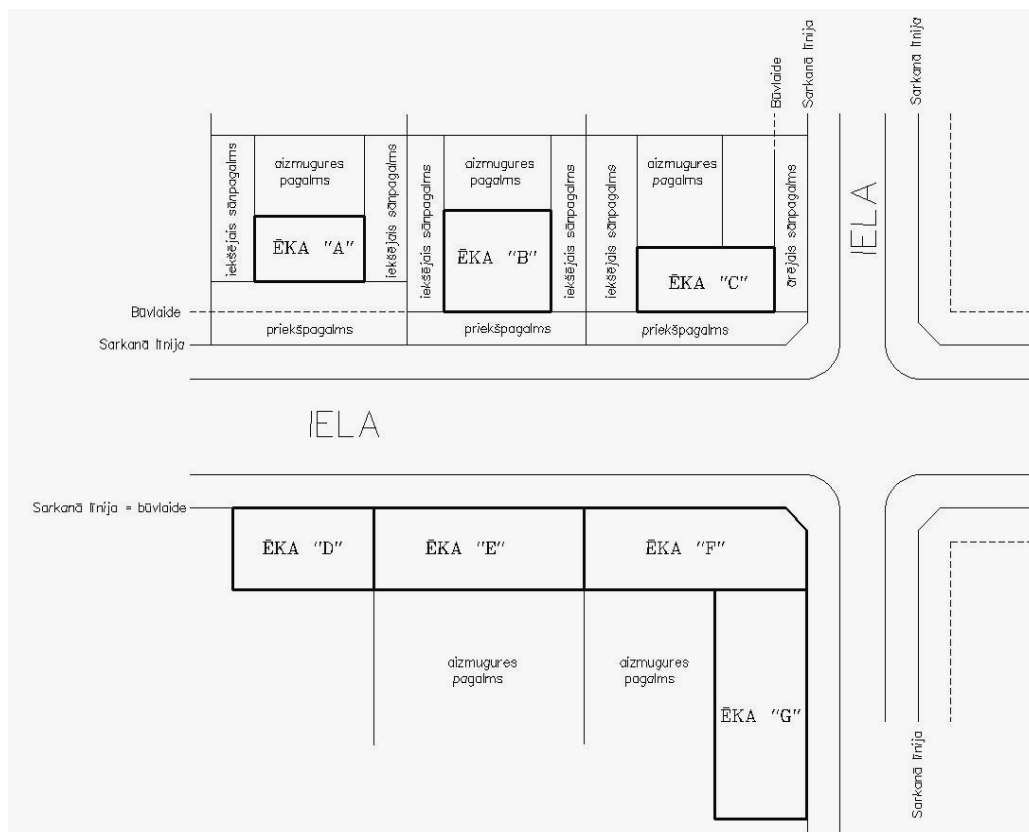 Būvlaide
Sarkanā līnija
Sarkanā līnija
iekšējais sānpagalms
aizmugures
pagalms
iekšējais sānpagalms
iekšējais sānpagalms
aizmugures
pagalms
iekšējais sānpagalms
iekšējais sānpagalms
aizmugures
pagalms
ārējais sānpagalms
IELA
ĒKA "A"
ĒKA "B"
ĒKA "C"
Būvlaide
priekšpagalms
priekšpagalms
priekšpagalms
Sarkanā līnija
IELA
Sarkanā līnija = būvlaide
ĒKA "D"
ĒKA "E"
ĒKA "F"
aizmugures
pagalms
aizmugures
pagalms
ĒKA "G"
Sarkanā līnija